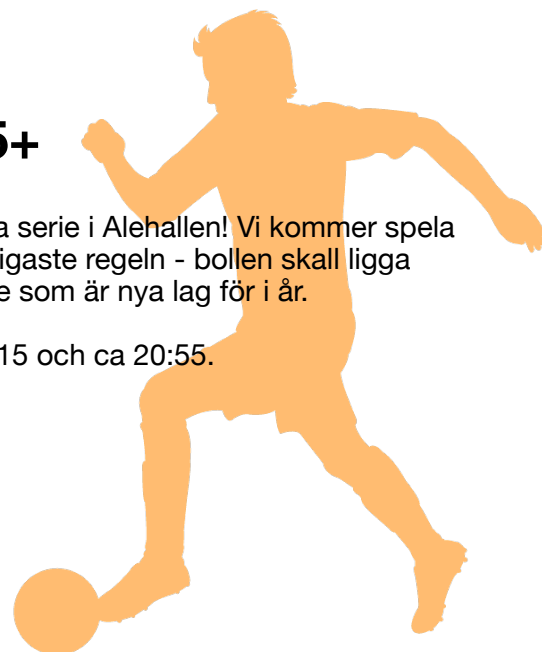 5+
a serie i Alehallen! Vi kommer spela
igaste regeln - bollen skall ligga
e som är nya lag för i år.
15 och ca 20:55.